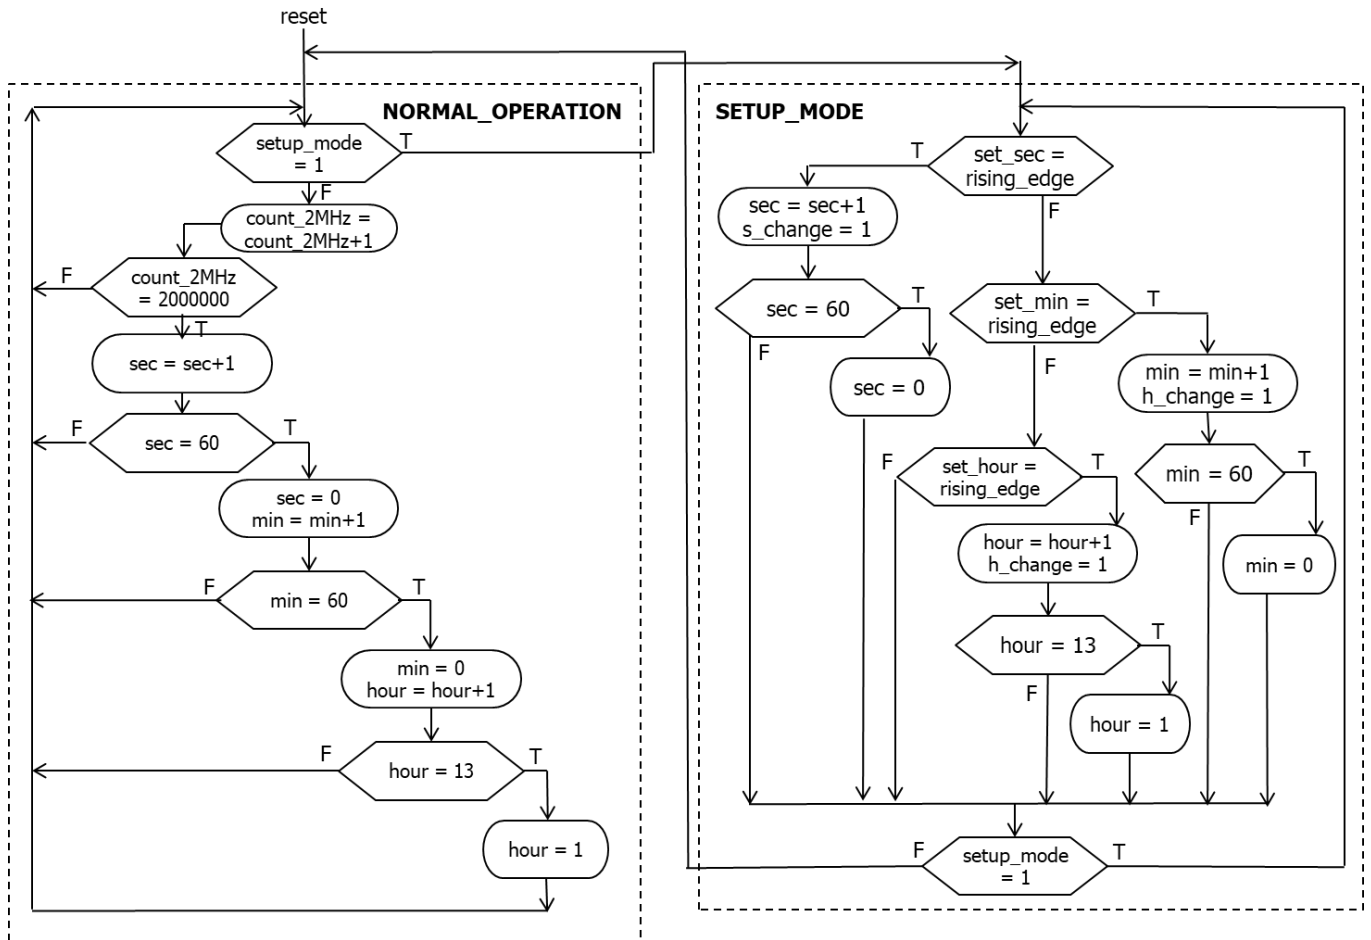 reset
NORMAL_OPERATION
setup_mode
= 1
T
F
count_2MHz =
count_2MHz+1
count_2MHz
= 2000000
F
T
sec = sec+1
sec = 60
F
T
sec = 0
min = min+1
min = 60
F
T
min = 0
hour = hour+1
hour = 13
F
T
hour = 1
SETUP_MODE
set_sec =
rising_edge
T
F
sec = sec+1
s_change = 1
sec = 60
T
F
sec = 0
set_min =
rising_edge
T
F
min = min+1
h_change = 1
min = 60
T
F
min = 0
set_hour =
rising_edge
F
T
hour = hour+1
h_change = 1
hour = 13
T
F
hour = 1
setup_mode
= 1
F
T